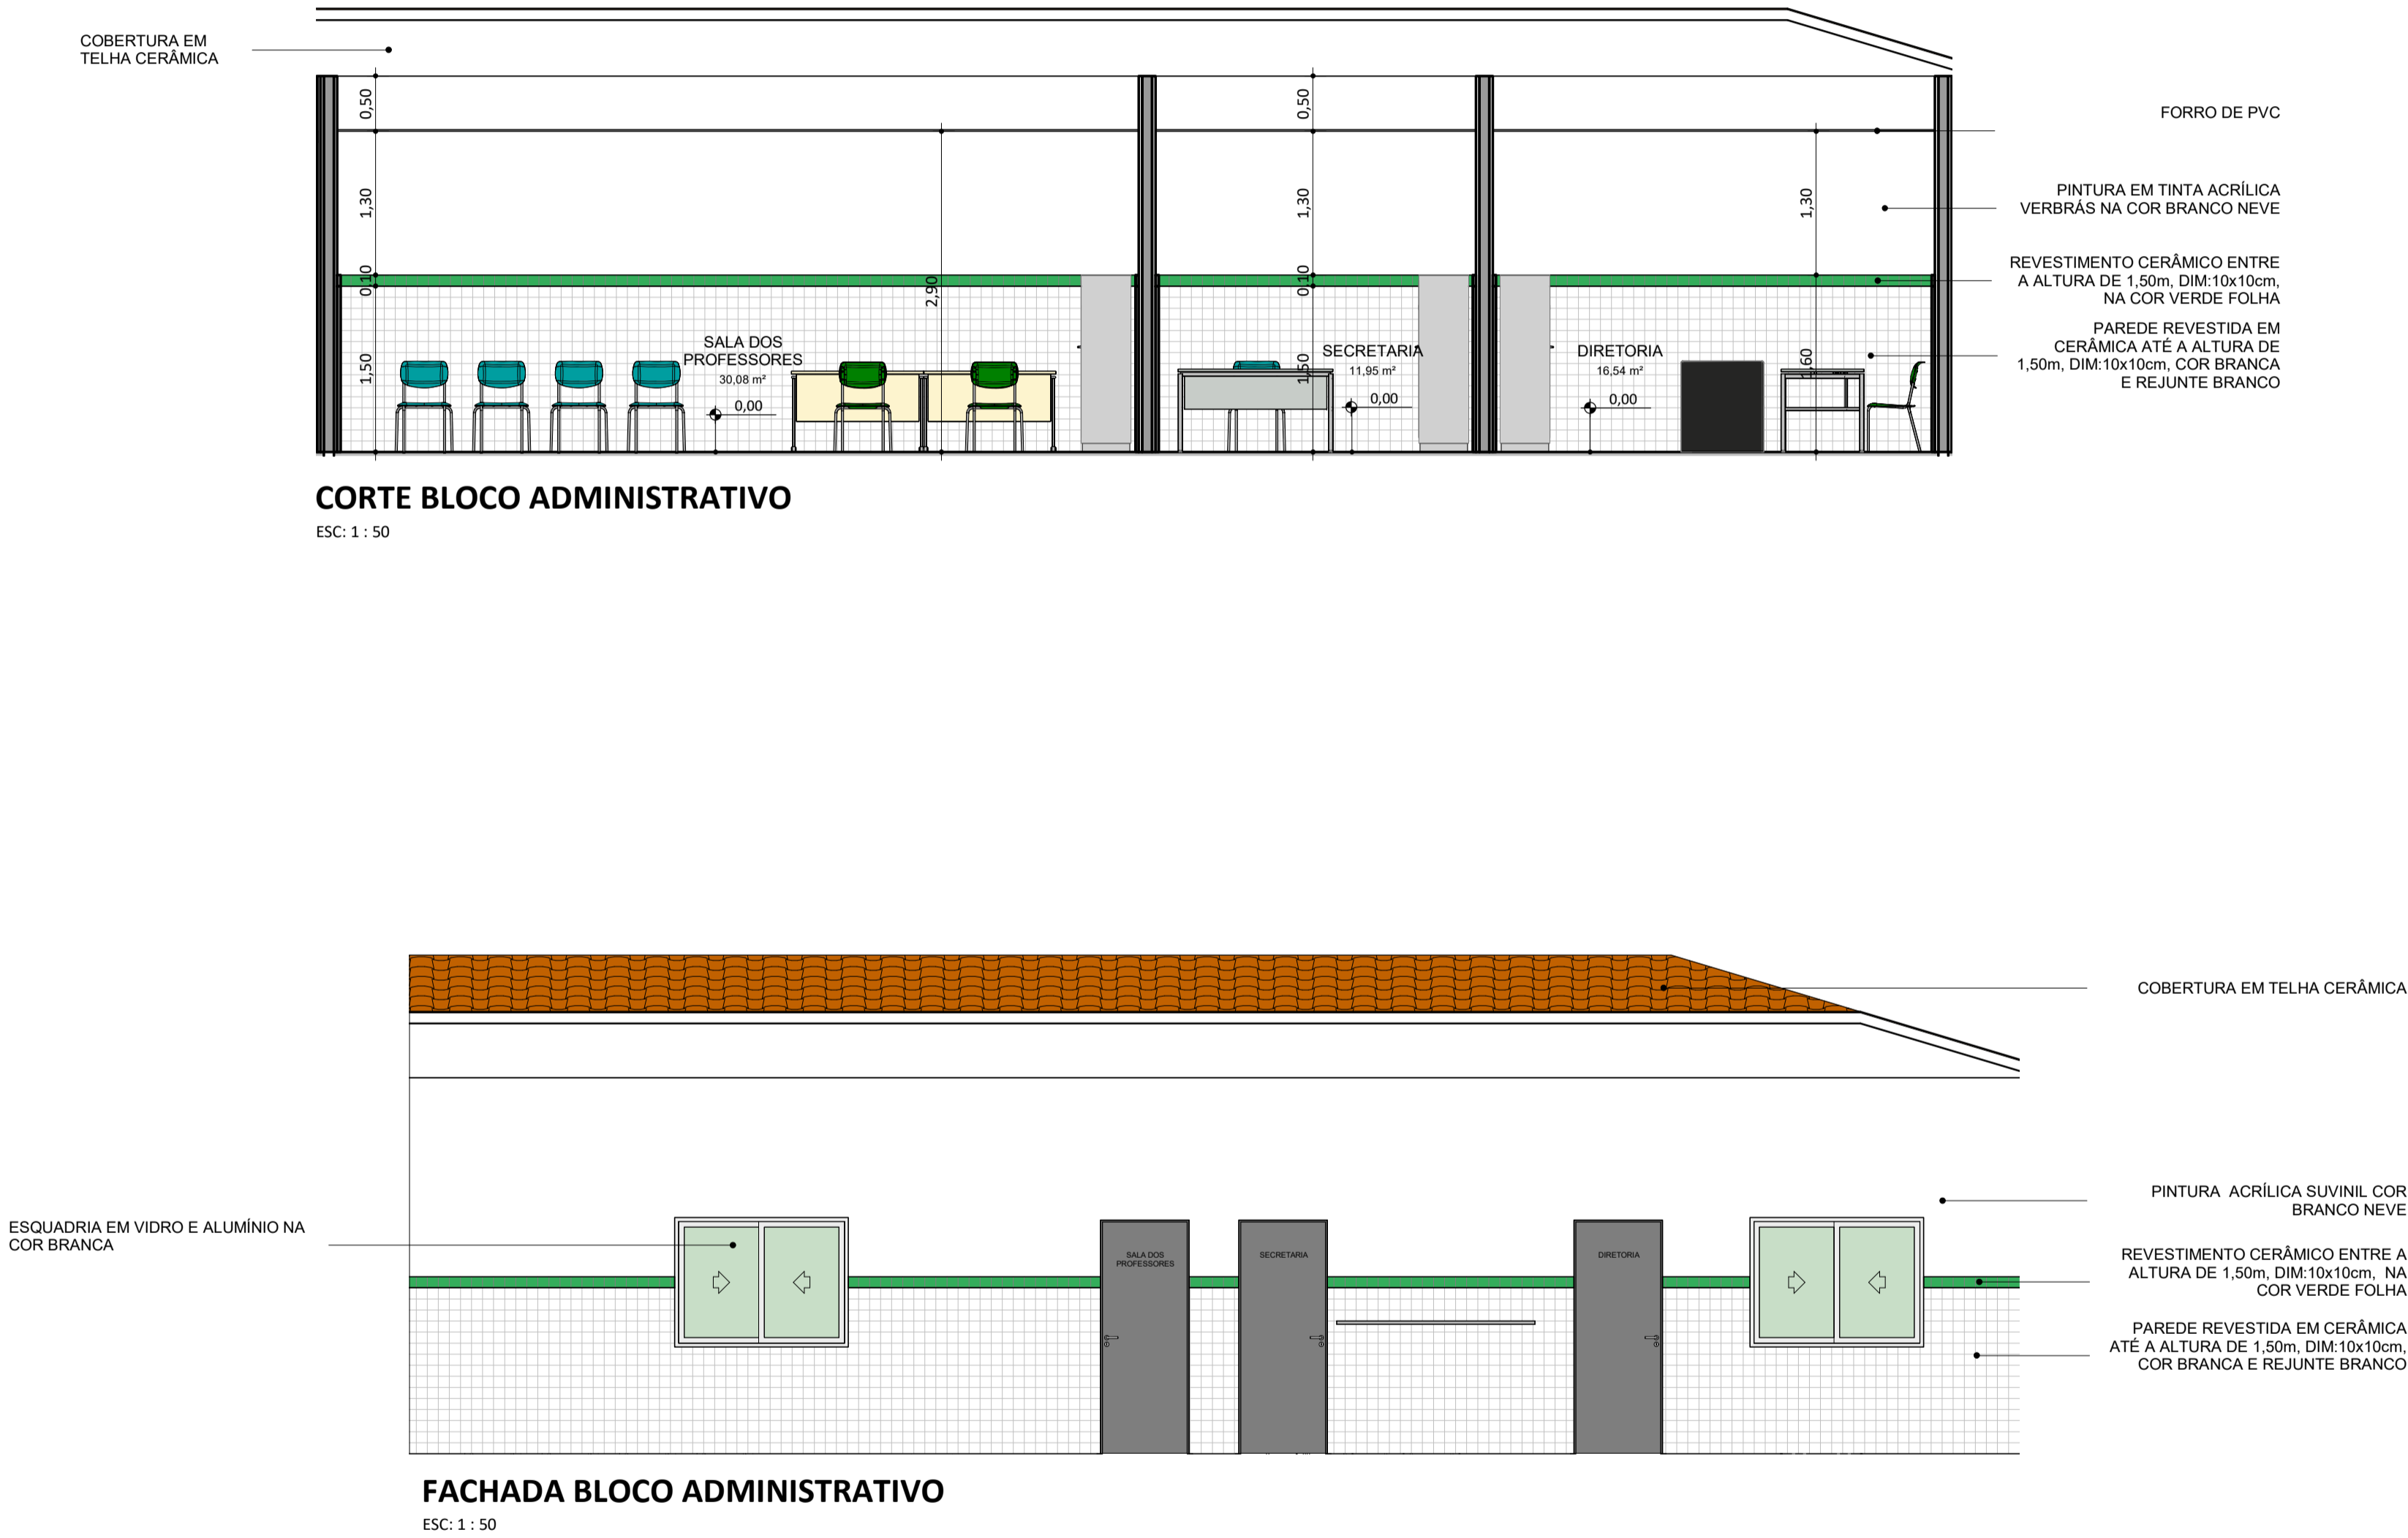 COBERTURA EM
TELHA CERÂMICA
0,50
0,50
FORRO DE PVC
1,30
1,30
1,30
PINTURA EM TINTA ACRÍLICA
VERBRÁS NA COR BRANCO NEVE
0,10
2,90
0,10
REVESTIMENTO CERÂMICO ENTRE
A ALTURA DE 1,50m, DIM:10x10cm,
NA COR VERDE FOLHA
1,50
SALA DOS
PROFESSORES
30,08 m²
0,00
1,50
SECRETARIA
11,95 m²
0,00
DIRETORIA
16,54 m²
0,00
PAREDE REVESTIDA EM
CERÂMICA ATÉ A ALTURA DE
1,50m, DIM:10x10cm, COR BRANCA
E REJUNTE BRANCO
CORTE BLOCO ADMINISTRATIVO
ESC: 1 : 50
COBERTURA EM TELHA CERÂMICA
ESQUADRIA EM VIDRO E ALUMÍNIO NA
COR BRANCA
SALA DOS
PROFESSORES
SECRETARIA
DIRETORIA
PINTURA  ACRÍLICA SUVINIL COR
BRANCO NEVE
REVESTIMENTO CERÂMICO ENTRE A
ALTURA DE 1,50m, DIM:10x10cm,  NA
COR VERDE FOLHA
PAREDE REVESTIDA EM CERÂMICA
ATÉ A ALTURA DE 1,50m, DIM:10x10cm,
COR BRANCA E REJUNTE BRANCO
FACHADA BLOCO ADMINISTRATIVO
ESC: 1 : 50